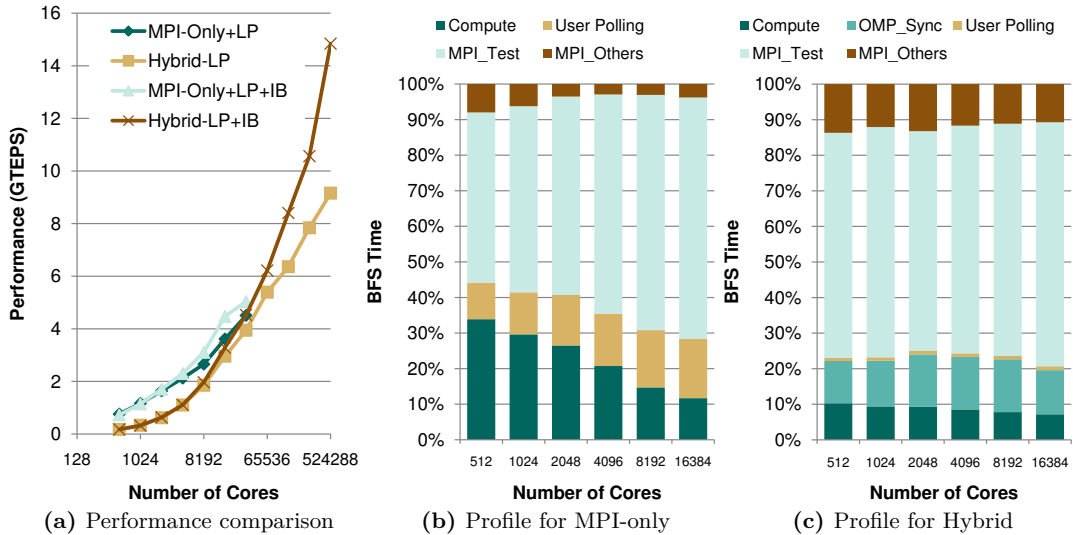 16
14
12
10
8
6
4
2
0
Performance (GTEPS)
MPI-Only+LP
Hybrid-LP
MPI-Only+LP+IB
Hybrid-LP+IB
128 1024 8192 65536 524288
Number of Cores
(a) Performance comparison
Compute User Polling
MPI_Test MPI_Others
100%
90%
80%
70%
60%
50%
40%
30%
20%
10%
0%
BFS Time
512 1024 2048 4096 8192 16384
Number of Cores
(b) Profile for MPI-only
Compute OMP_Sync User Polling
MPI_Test MPI_Others
100%
90%
80%
70%
60%
50%
40%
30%
20%
10%
0%
BFS Time
512 1024 2048 4096 8192 16384
Number of Cores
(c) Profile for Hybrid